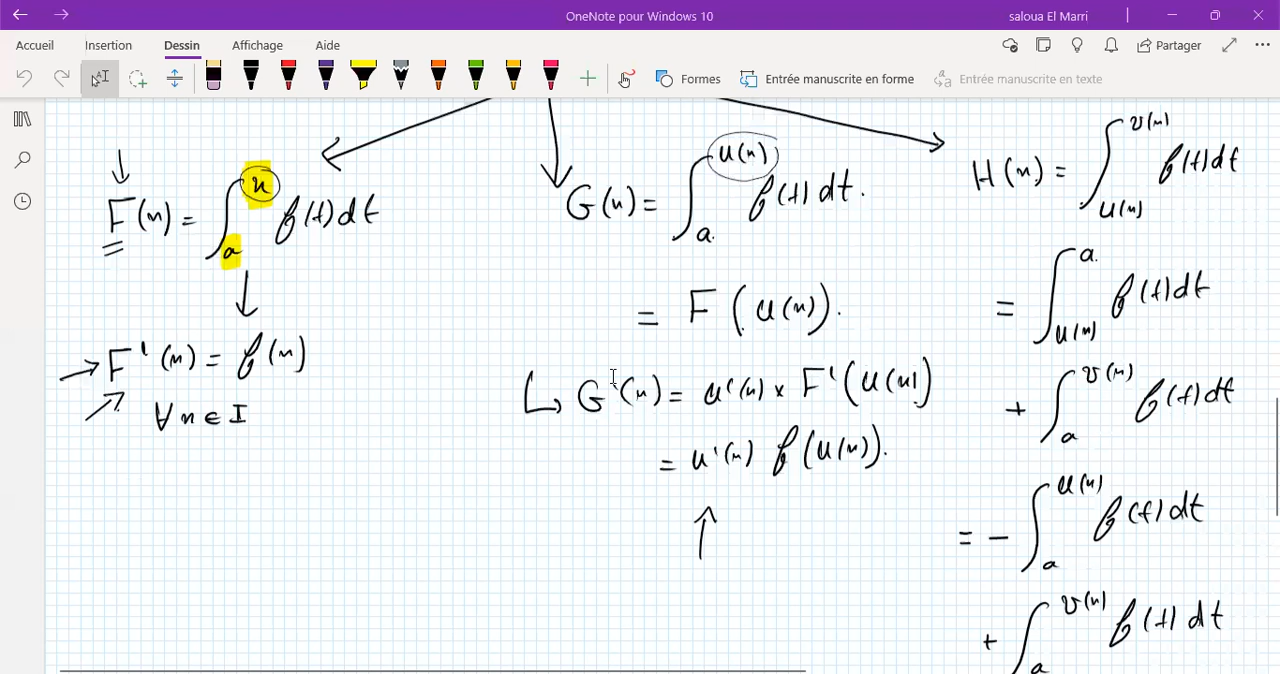 OneNote pour Windows 10
saloua El Marri
Accueil Insertion Dessin Affichage Aide
Partager
Formes
Entrée manuscrite en forme
Entrée manuscrite en texte
F(x) = ∫_a^x f(t)dt
F'(x) = f(x)
∀x ∈ I
G(x) = ∫_a^{u(x)} f(t)dt.
= F(u(x)).
G'(x) = u'(x) × F'(u(x))
= u'(x) f(u(x)).
H(x) = ∫_{u(x)}^{v(x)} f(t)dt
= ∫_{u(x)}^{a} f(t)dt
+ ∫_a^{v(x)} f(t)dt
= - ∫_a^{u(x)} f(t)dt
+ ∫_a^{v(x)} f(t)dt